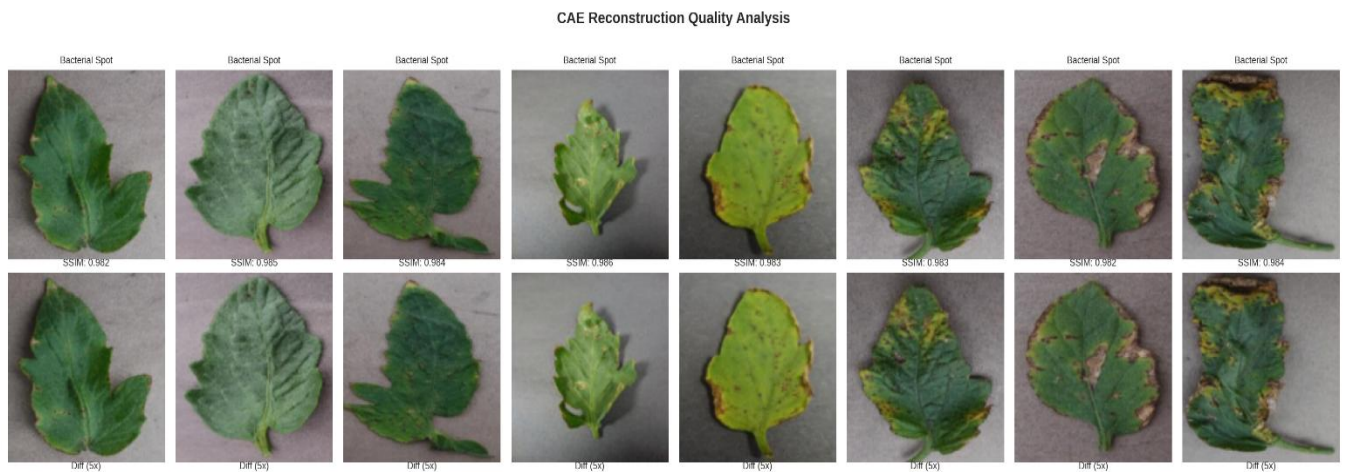 CAE Reconstruction Quality Analysis
Bacterial Spot Bacterial Spot Bacterial Spot Bacterial Spot Bacterial Spot Bacterial Spot Bacterial Spot Bacterial Spot
SSIM: 0.982 SSIM: 0.985 SSIM: 0.984 SSIM: 0.986 SSIM: 0.983 SSIM: 0.983 SSIM: 0.982 SSIM: 0.984
Diff (5x) Diff (5x) Diff (5x) Diff (5x) Diff (5x) Diff (5x) Diff (5x) Diff (5x)